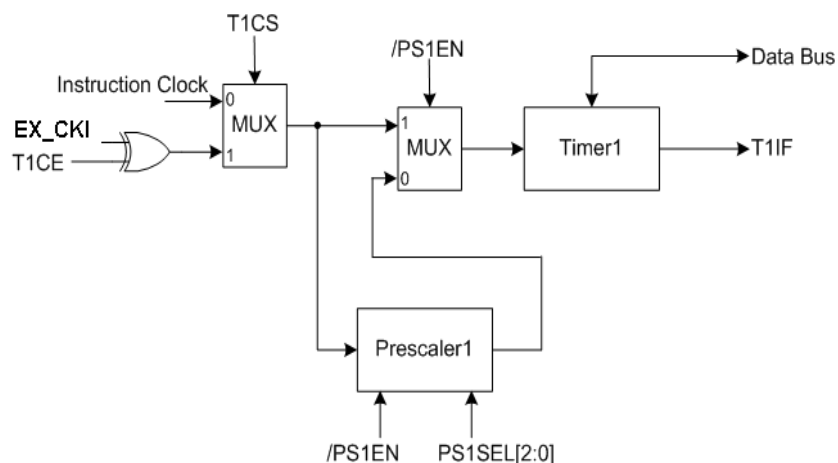 T1CS
/PS1EN
Data Bus
Instruction Clock
0
MUX
1
EX_CKI
T1CE
1
MUX
0
Timer1
T1IF
Prescaler1
/PS1EN
PS1SEL[2:0]